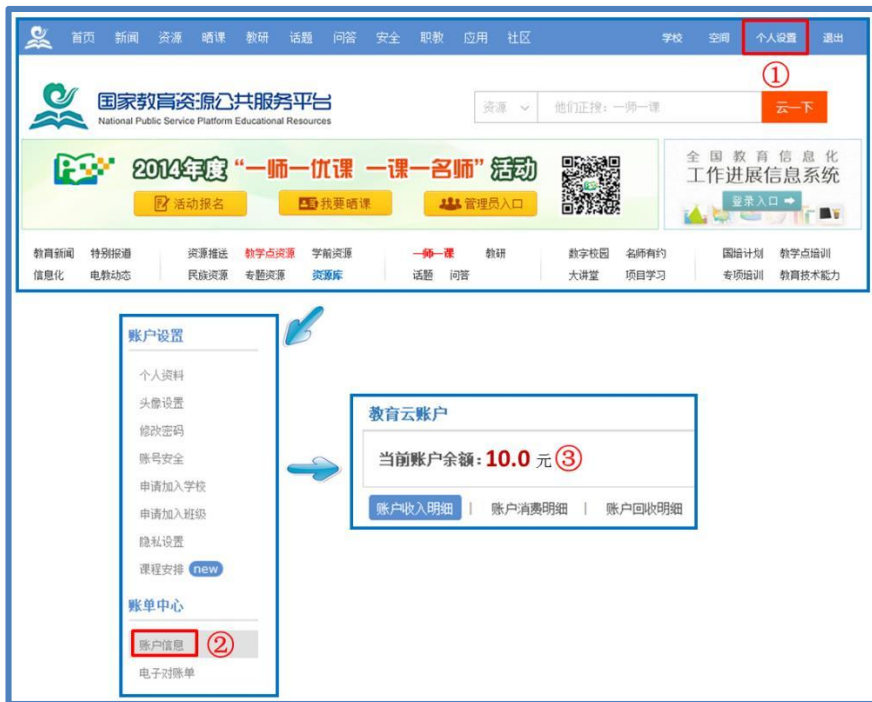 首页 新闻 资源 晒课 教研 话题 问答 安全 职教 应用 社区 学校 空间 个人设置 退出
①
国家教育资源公共服务平台
National Public Service Platform Educational Resources
资源 他们正搜：一师一课 云一下
2014年度“一师一优课 一课一名师”活动
活动报名 我要晒课 管理员入口
全国教育信息化
工作进展信息系统
登录入口
教育新闻 特别报道 资源推送 教学点资源 学前资源 一师一课 教研 数字校园 名师有约 国培计划 教学点培训
信息化 电教动态 民族资源 专题资源 资源库 话题 问答 大讲堂 项目学习 专项培训 教育技术能力
账户设置
个人资料
头像设置
修改密码
账号安全
申请加入学校
申请加入班级
隐私设置
课程安排 new
账单中心
账户信息 ②
电子对账单
教育云账户
当前账户余额：10.0 元 ③
账户收入明细 | 账户消费明细 | 账户回收明细